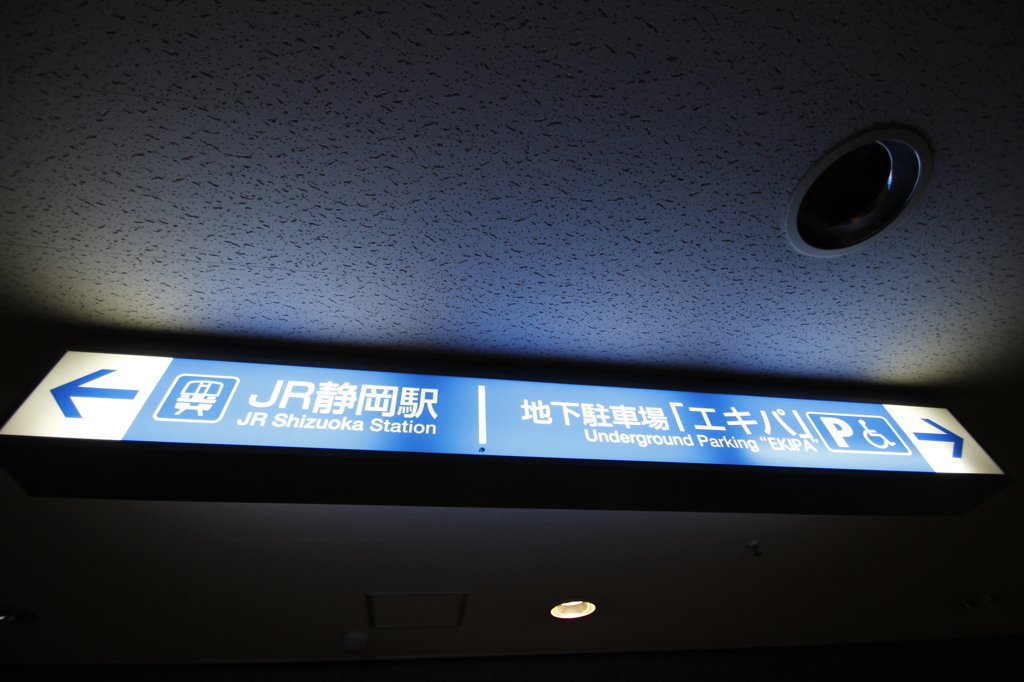 JR静岡駅
JR Shizuoka Station
地下駐車場「エキパ」
Underground Parking "EKIPA"
P